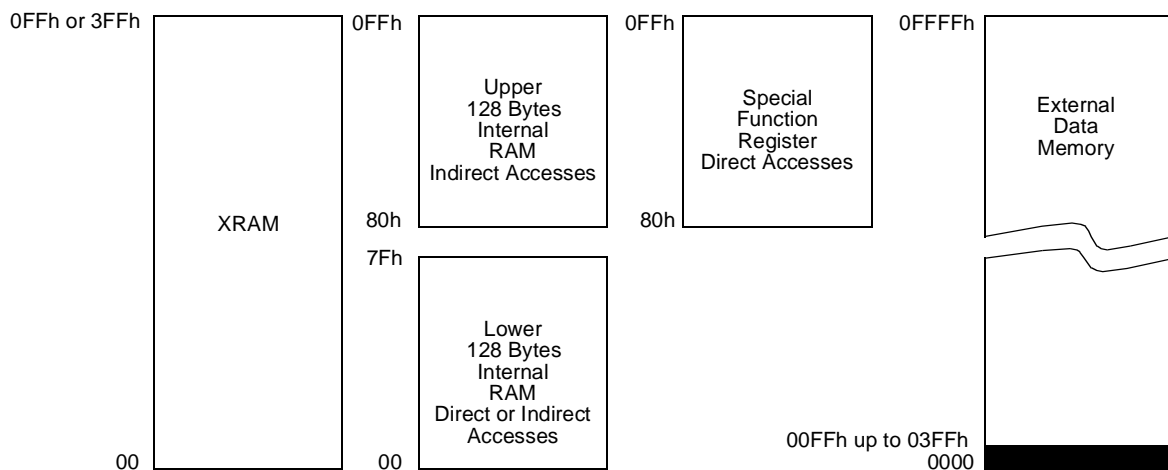 0FFh or 3FFh
XRAM
00
0FFh
Upper
128 Bytes
Internal
RAM
Indirect Accesses
80h
7Fh
Lower
128 Bytes
Internal
RAM
Direct or Indirect
Accesses
00
0FFh
Special
Function
Register
Direct Accesses
80h
0FFFFh
External
Data
Memory
00FFh up to 03FFh
0000